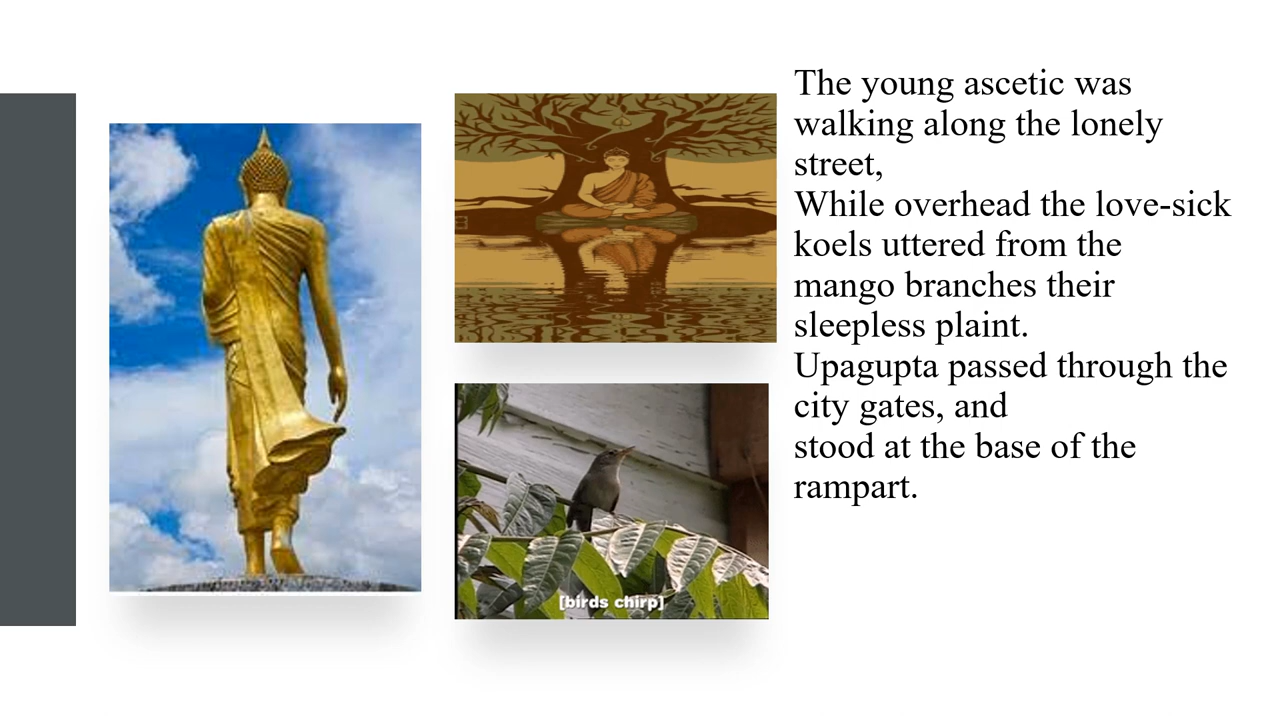 The young ascetic was
walking along the lonely
street,
While overhead the love-sick
koels uttered from the
mango branches their
sleepless plaint.
Upagupta passed through the
city gates, and
stood at the base of the
rampart.
[birds chirp]